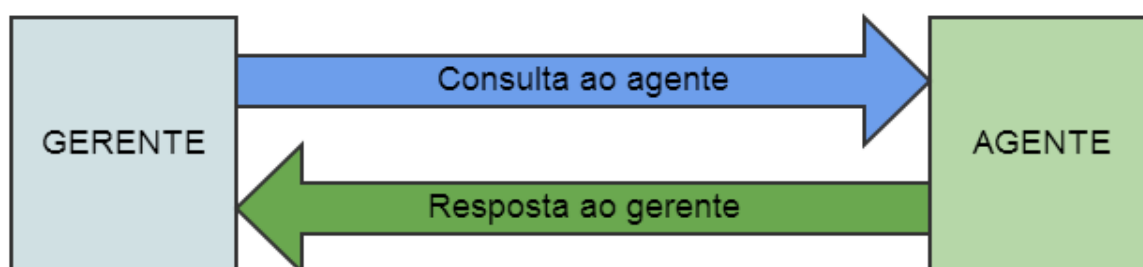 Consulta ao agente
GERENTE
AGENTE
Resposta ao gerente